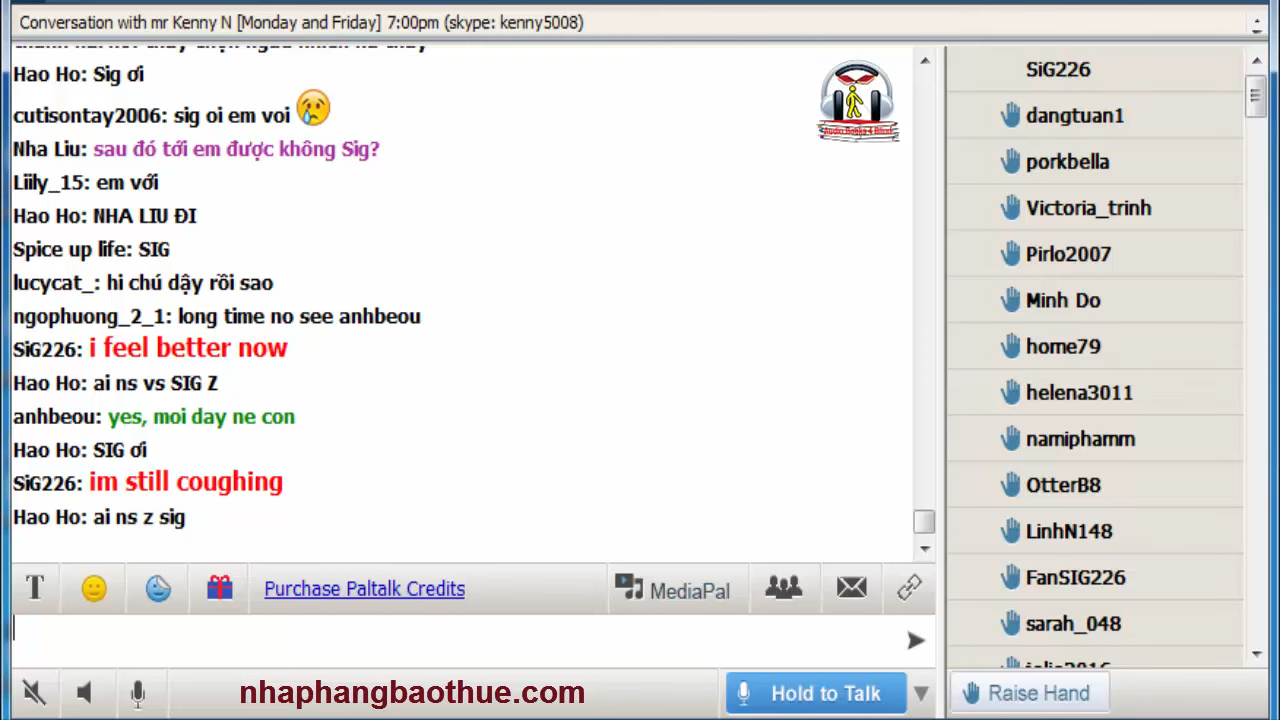 Conversation with mr Kenny N [Monday and Friday] 7:00pm (skype: kenny5008)
Hao Ho: Sig ơi
cutisontay2006: sig oi em voi
Nha Liu: sau đó tới em được không Sig?
Liily_15: em với
Hao Ho: NHA LIU ĐI
Spice up life: SIG
lucycat_: hi chú dậy rồi sao
ngophuong_2_1: long time no see anhbeou
SiG226: i feel better now
Hao Ho: ai ns vs SIG Z
anhbeou: yes, moi day ne con
Hao Ho: SIG ơi
SiG226: im still coughing
Hao Ho: ai ns z sig
Audio Books 4 Blind
T
Purchase Paltalk Credits
MediaPal
nhaphangbaothue.com
Hold to Talk
SiG226
dangtuan1
porkbella
Victoria_trinh
Pirlo2007
Minh Do
home79
helena3011
namiphamm
OtterB8
LinhN148
FanSIG226
sarah_048
Raise Hand